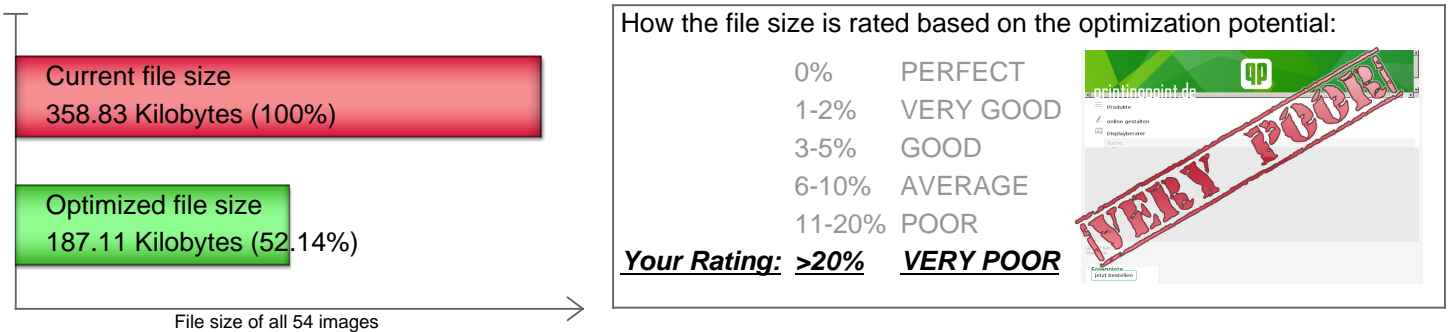 Current file size
358.83 Kilobytes (100%)
Optimized file size
187.11 Kilobytes (52.14%)
File size of all 54 images
How the file size is rated based on the optimization potential:
0% PERFECT
1-2% VERY GOOD
3-5% GOOD
6-10% AVERAGE
11-20% POOR
Your Rating: >20% VERY POOR
printingpoint.de
Produkte
online gestalten
Displayberater
Suche
VERY POOR!
jetzt bestellen